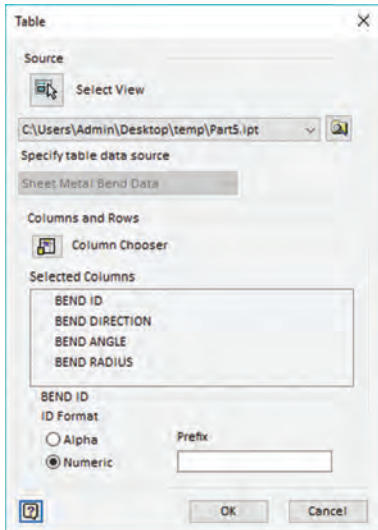 Table
Source
Select View
C:\Users\Admin\Desktop\temp\Part5.ipt
Specify table data source
Sheet Metal Bend Data
Columns and Rows
Column Chooser
Selected Columns
BEND ID
BEND DIRECTION
BEND ANGLE
BEND RADIUS
BEND ID
ID Format
Alpha Prefix
Numeric
OK Cancel